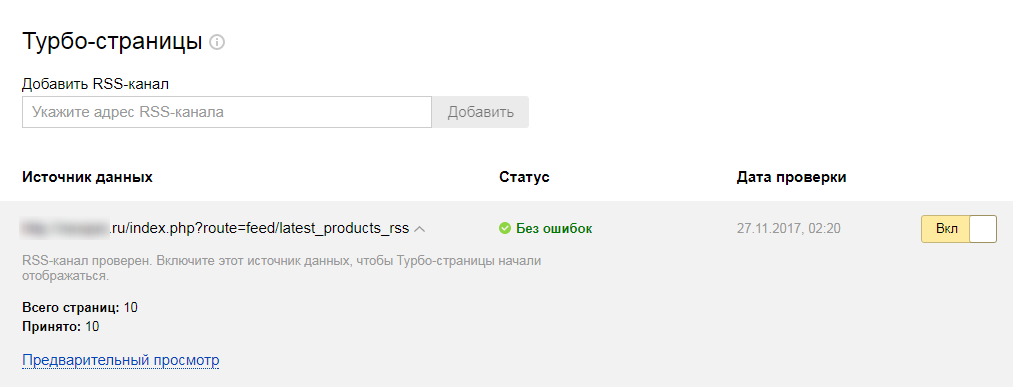 Турбо-страницы
Добавить RSS-канал
Укажите адрес RSS-канала
Добавить
Источник данных Статус Дата проверки
.ru/index.php?route=feed/latest_products_rss Без ошибок 27.11.2017, 02:20 Вкл
RSS-канал проверен. Включите этот источник данных, чтобы Турбо-страницы начали
отображаться.
Всего страниц: 10
Принято: 10
Предварительный просмотр